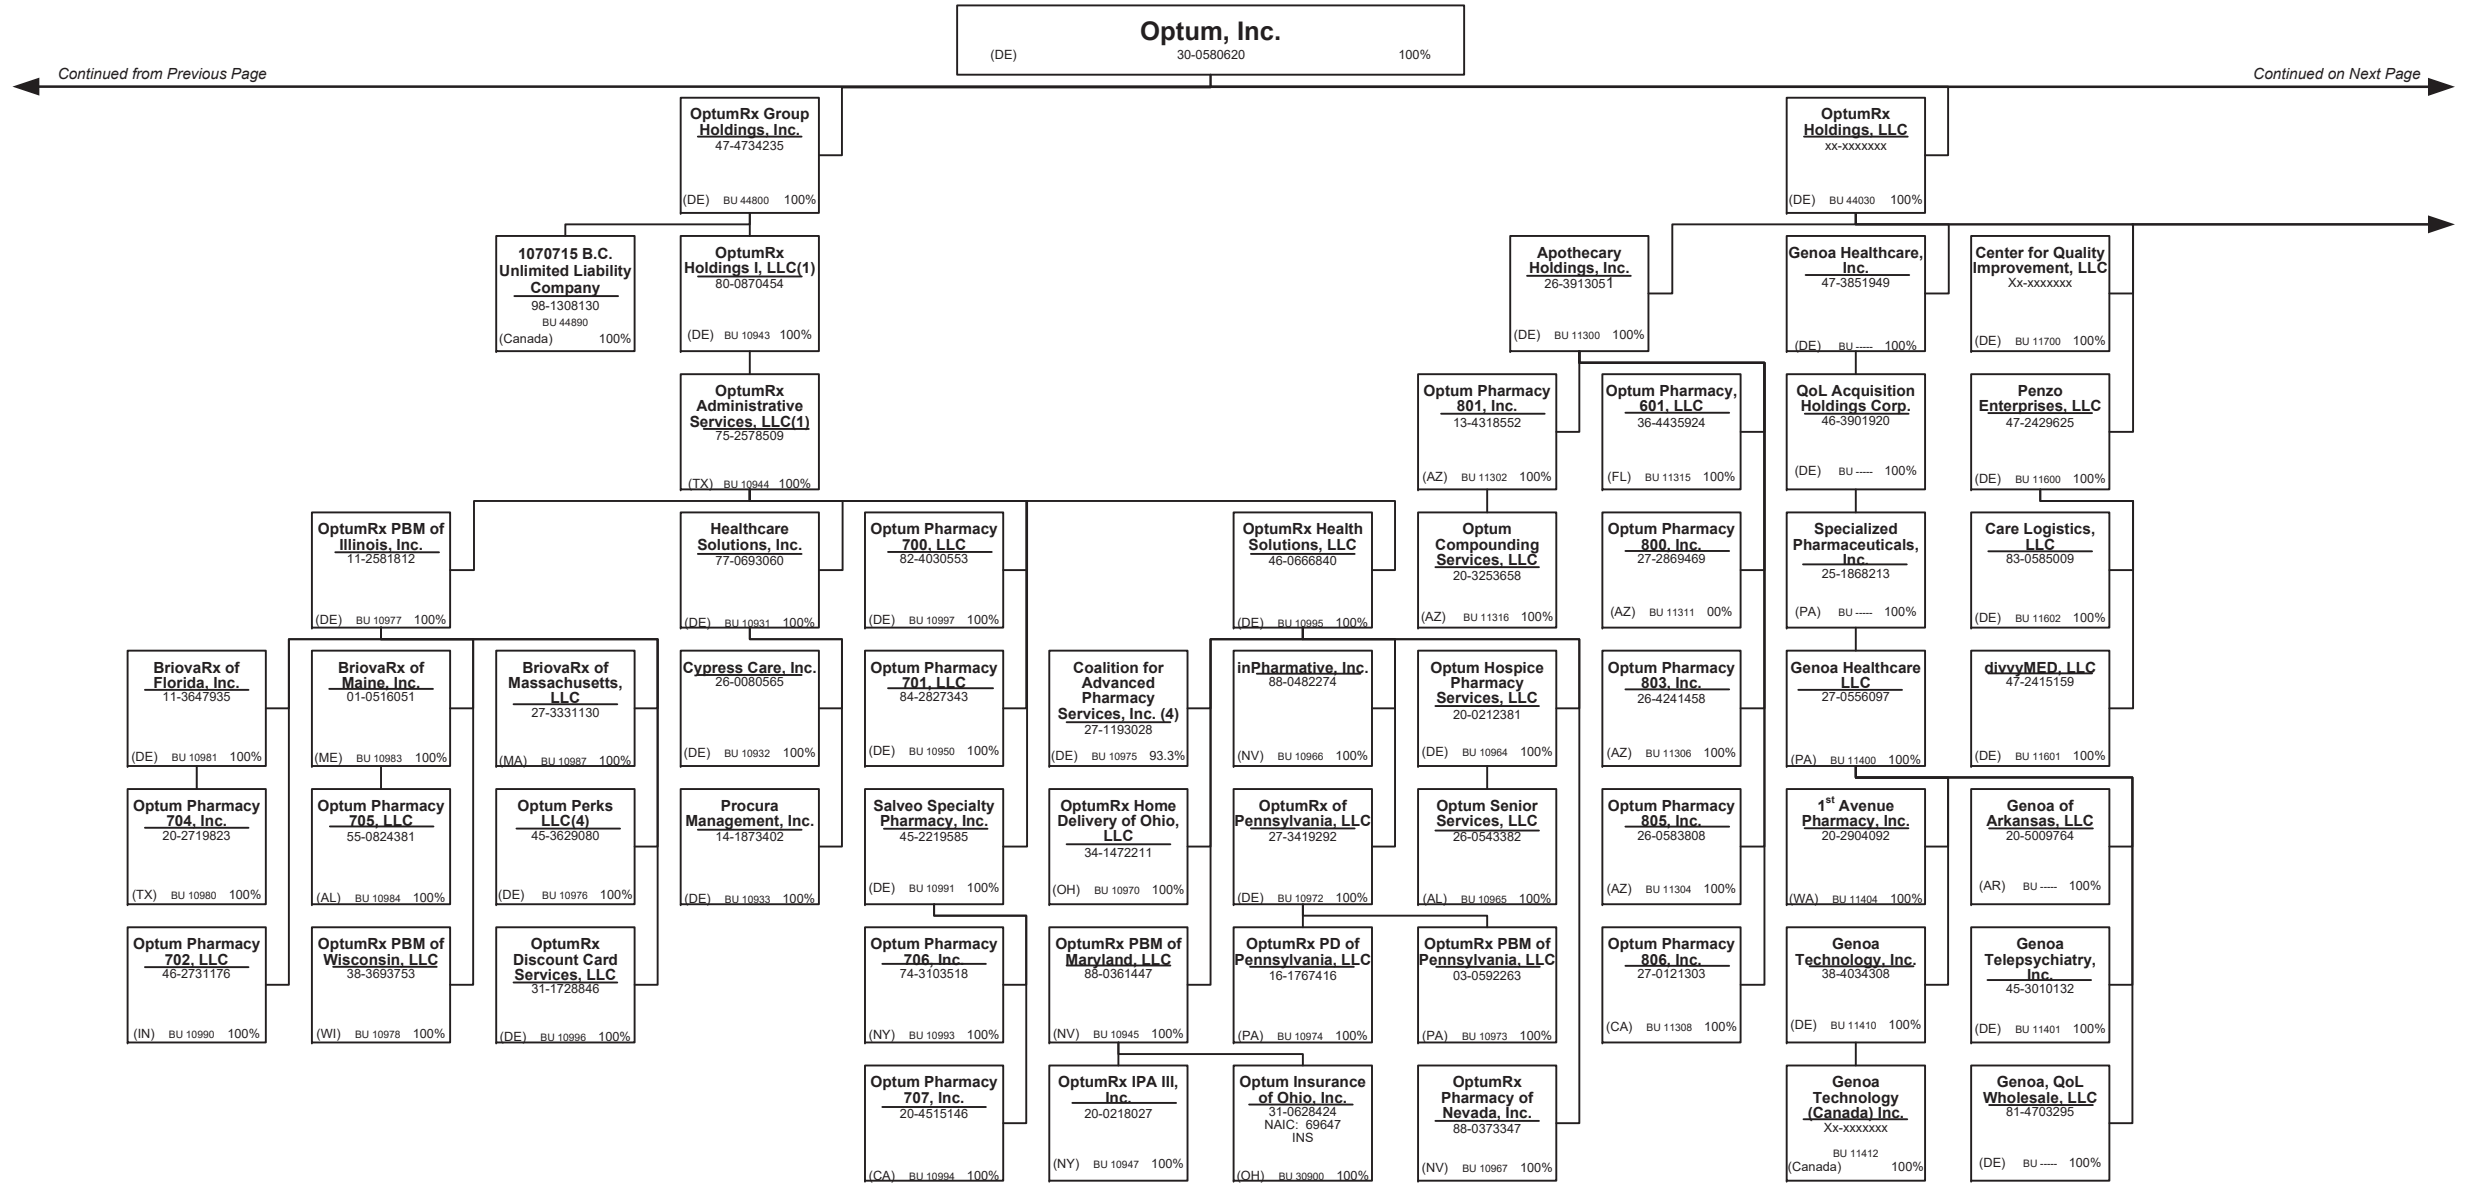 Optum, Inc.
(DE) 30-0580620 100%
Continued from Previous Page
Continued on Next Page
OptumRx Group
Holdings, Inc.
47-4734235
(DE) BU 44800 100%
OptumRx
Holdings, LLC
xx-xxxxxxx
(DE) BU 44030 100%
1070715 B.C.
Unlimited Liability
Company
98-1308130
BU 44890
(Canada) 100%
OptumRx
Holdings I, LLC(1)
80-0870454
(DE) BU 10943 100%
Apothecary
Holdings, Inc.
26-3913051
(DE) BU 11300 100%
Genoa Healthcare,
Inc.
47-3851949
(DE) BU ----- 100%
Center for Quality
Improvement, LLC
Xx-xxxxxxx
(DE) BU 11700 100%
OptumRx
Administrative
Services, LLC(1)
75-2578509
(TX) BU 10944 100%
Optum Pharmacy
801, Inc.
13-4318552
(AZ) BU 11302 100%
Optum Pharmacy,
601, LLC
36-4435924
(FL) BU 11315 100%
QoL Acquisition
Holdings Corp.
46-3901920
(DE) BU ----- 100%
Penzo
Enterprises, LLC
47-2429625
(DE) BU 11600 100%
OptumRx PBM of
Illinois, Inc.
11-2581812
(DE) BU 10977 100%
Healthcare
Solutions, Inc.
77-0693060
(DE) BU 10931 100%
Optum Pharmacy
700, LLC
82-4030553
(DE) BU 10997 100%
OptumRx Health
Solutions, LLC
46-0666840
(DE) BU 10995 100%
Optum
Compounding
Services, LLC
20-3253658
(AZ) BU 11316 100%
Optum Pharmacy
800, Inc.
27-2869469
(AZ) BU 11311 00%
Specialized
Pharmaceuticals,
Inc.
25-1868213
(PA) BU ----- 100%
Care Logistics,
LLC
83-0585009
(DE) BU 11602 100%
BriovaRx of
Florida, Inc.
11-3647935
(DE) BU 10981 100%
BriovaRx of
Maine, Inc.
01-0516051
(ME) BU 10983 100%
BriovaRx of
Massachusetts,
LLC
27-3331130
(MA) BU 10987 100%
Cypress Care, Inc.
26-0080565
(DE) BU 10932 100%
Optum Pharmacy
701, LLC
84-2827343
(DE) BU 10950 100%
Coalition for
Advanced
Pharmacy
Services, Inc. (4)
27-1193028
(DE) BU 10975 93.3%
inPharmative, Inc.
88-0482274
(NV) BU 10966 100%
Optum Hospice
Pharmacy
Services, LLC
20-0212381
(DE) BU 10964 100%
Optum Pharmacy
803, Inc.
26-4241458
(AZ) BU 11306 100%
Genoa Healthcare
LLC
27-0556097
(PA) BU 11400 100%
divvyMED, LLC
47-2415159
(DE) BU 11601 100%
Optum Pharmacy
704, Inc.
20-2719823
(TX) BU 10980 100%
Optum Pharmacy
705, LLC
55-0824381
(AL) BU 10984 100%
Optum Perks
LLC(4)
45-3629080
(DE) BU 10976 100%
Procura
Management, Inc.
14-1873402
(DE) BU 10933 100%
Salveo Specialty
Pharmacy, Inc.
45-2219585
(DE) BU 10991 100%
OptumRx Home
Delivery of Ohio,
LLC
34-1472211
(OH) BU 10970 100%
OptumRx of
Pennsylvania, LLC
27-3419292
(DE) BU 10972 100%
Optum Senior
Services, LLC
26-0543382
(AL) BU 10965 100%
Optum Pharmacy
805, Inc.
26-0583808
(AZ) BU 11304 100%
1st Avenue
Pharmacy, Inc.
20-2904092
(WA) BU 11404 100%
Genoa of
Arkansas, LLC
20-5009764
(AR) BU ----- 100%
Optum Pharmacy
702, LLC
46-2731176
(IN) BU 10990 100%
OptumRx PBM of
Wisconsin, LLC
38-3693753
(WI) BU 10978 100%
OptumRx
Discount Card
Services, LLC
31-1728846
(DE) BU 10996 100%
Optum Pharmacy
706, Inc.
74-3103518
(NY) BU 10993 100%
OptumRx PBM of
Maryland, LLC
88-0361447
(NV) BU 10945 100%
OptumRx PD of
Pennsylvania, LLC
16-1767416
(PA) BU 10974 100%
OptumRx PBM of
Pennsylvania, LLC
03-0592263
(PA) BU 10973 100%
Optum Pharmacy
806, Inc.
27-0121303
(CA) BU 11308 100%
Genoa
Technology, Inc.
38-4034308
(DE) BU 11410 100%
Genoa
Telepsychiatry,
Inc.
45-3010132
(DE) BU 11401 100%
Optum Pharmacy
707, Inc.
20-4515146
(CA) BU 10994 100%
OptumRx IPA III,
Inc.
20-0218027
(NY) BU 10947 100%
Optum Insurance
of Ohio, Inc.
31-0628424
NAIC: 69647
INS
(OH) BU 30900 100%
OptumRx
Pharmacy of
Nevada, Inc.
88-0373347
(NV) BU 10967 100%
Genoa
Technology
(Canada) Inc.
Xx-xxxxxxx
BU 11412
(Canada) 100%
Genoa, QoL
Wholesale, LLC
81-4703295
(DE) BU ----- 100%